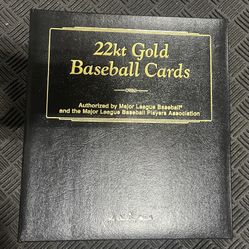 22kt Gold
Baseball Cards
Authorized by Major League Baseball®
and the Major League Baseball Players Association